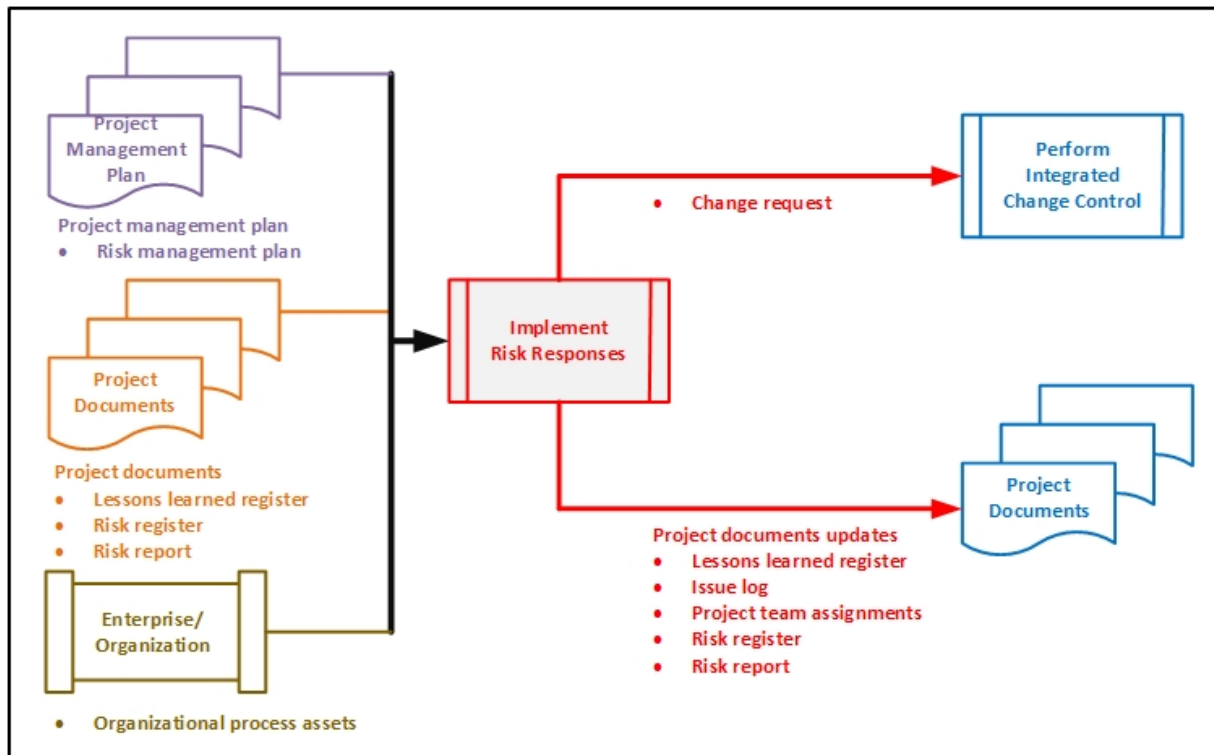 Project
Management
Plan
Project management plan
• Risk management plan
Project
Documents
Project documents
• Lessons learned register
• Risk register
• Risk report
Enterprise/
Organization
• Organizational process assets
Implement
Risk Responses
• Change request
Perform
Integrated
Change Control
Project documents updates
• Lessons learned register
• Issue log
• Project team assignments
• Risk register
• Risk report
Project
Documents